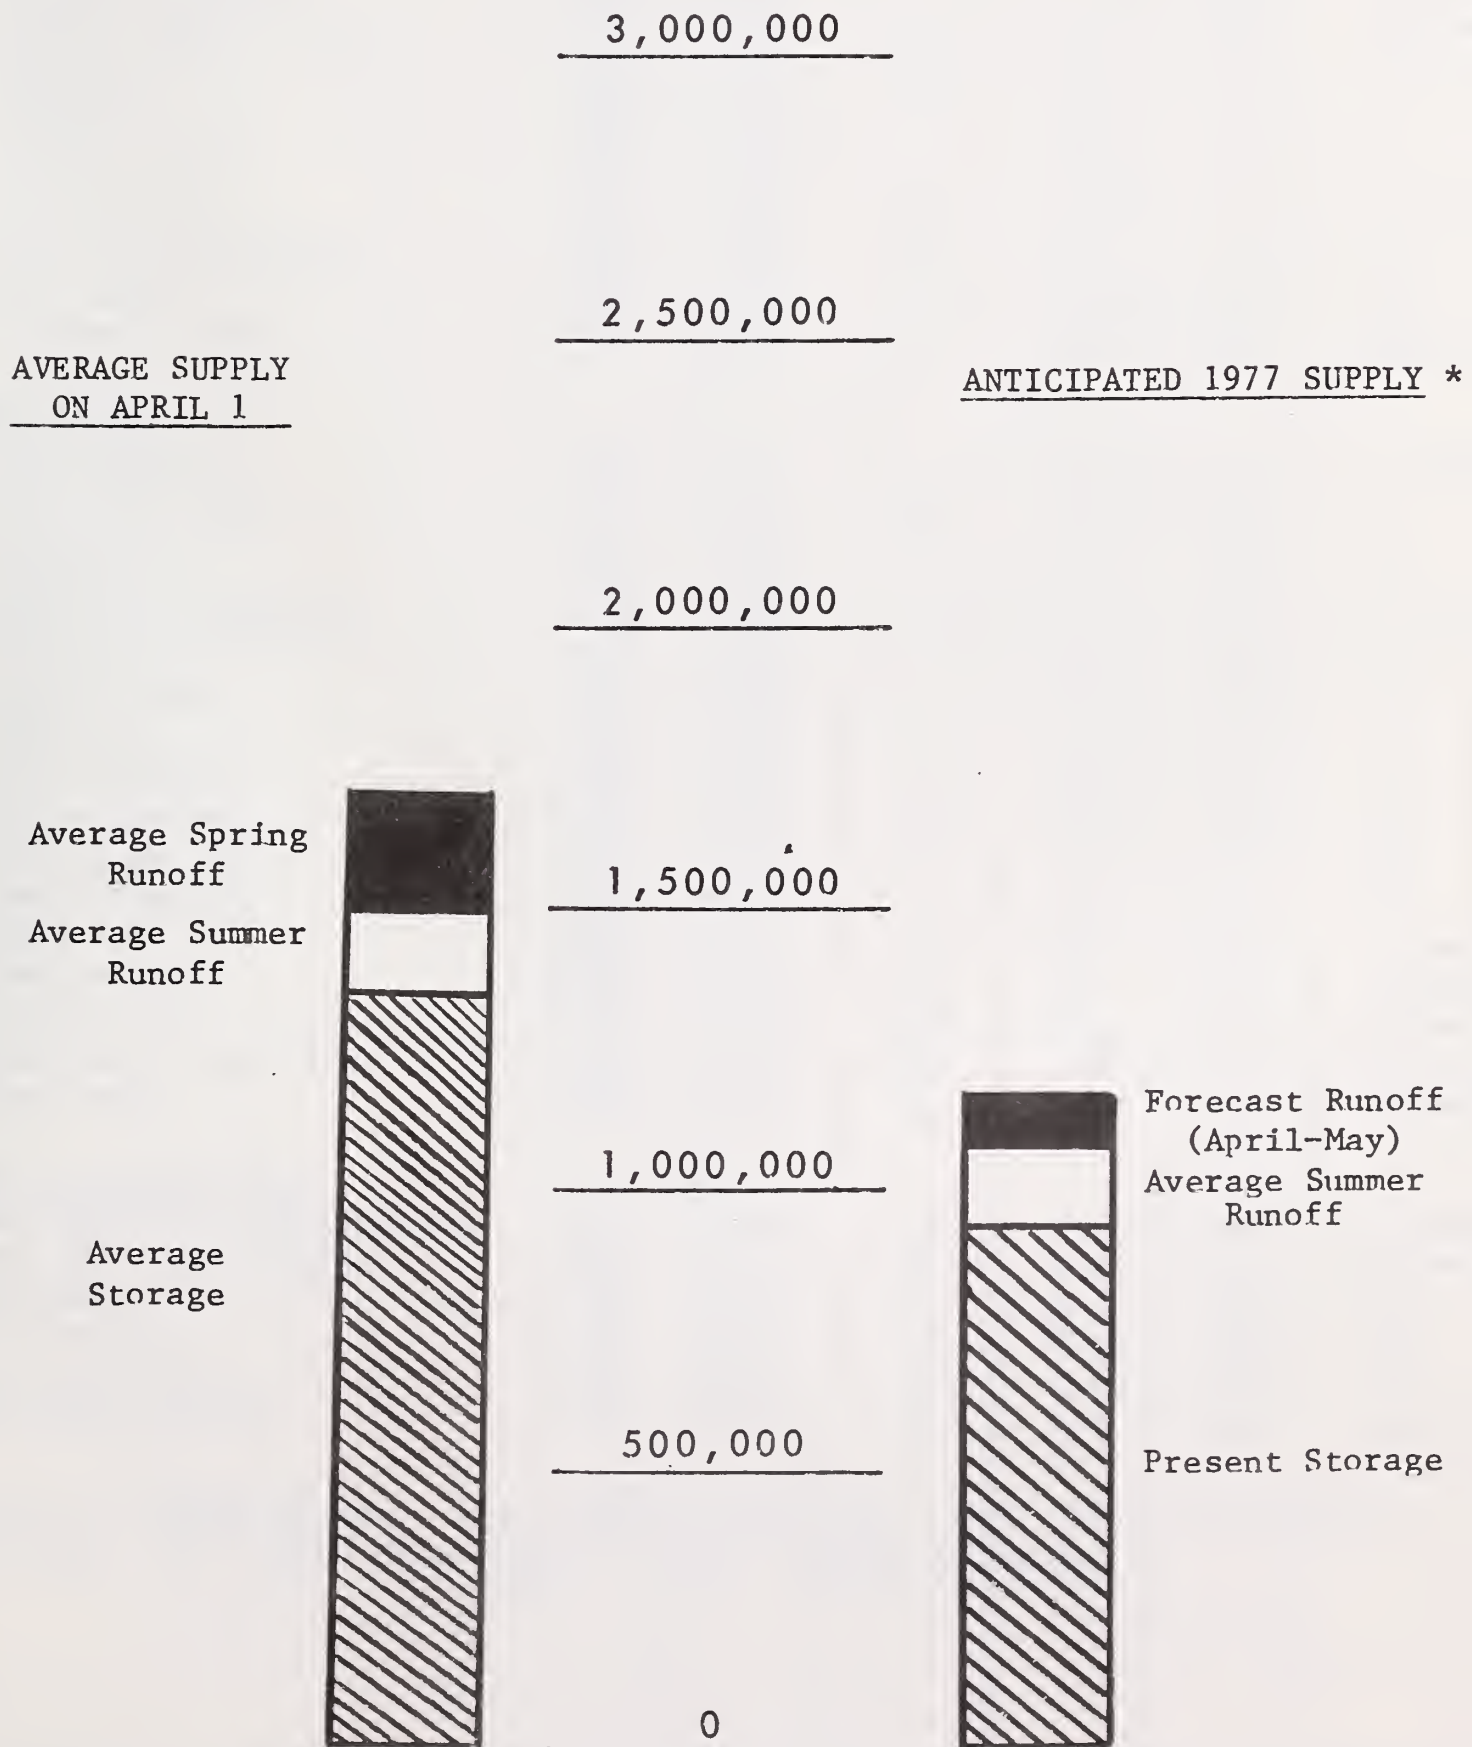 3,000,000
2,500,000
AVERAGE SUPPLY
ON APRIL 1
ANTICIPATED 1977 SUPPLY *
2,000,000
Average Spring
Runoff
1,500,000
Average Summer
Runoff
Forecast Runoff
(April-May)
1,000,000
Average Summer
Runoff
Average
Storage
500,000
Present Storage
0